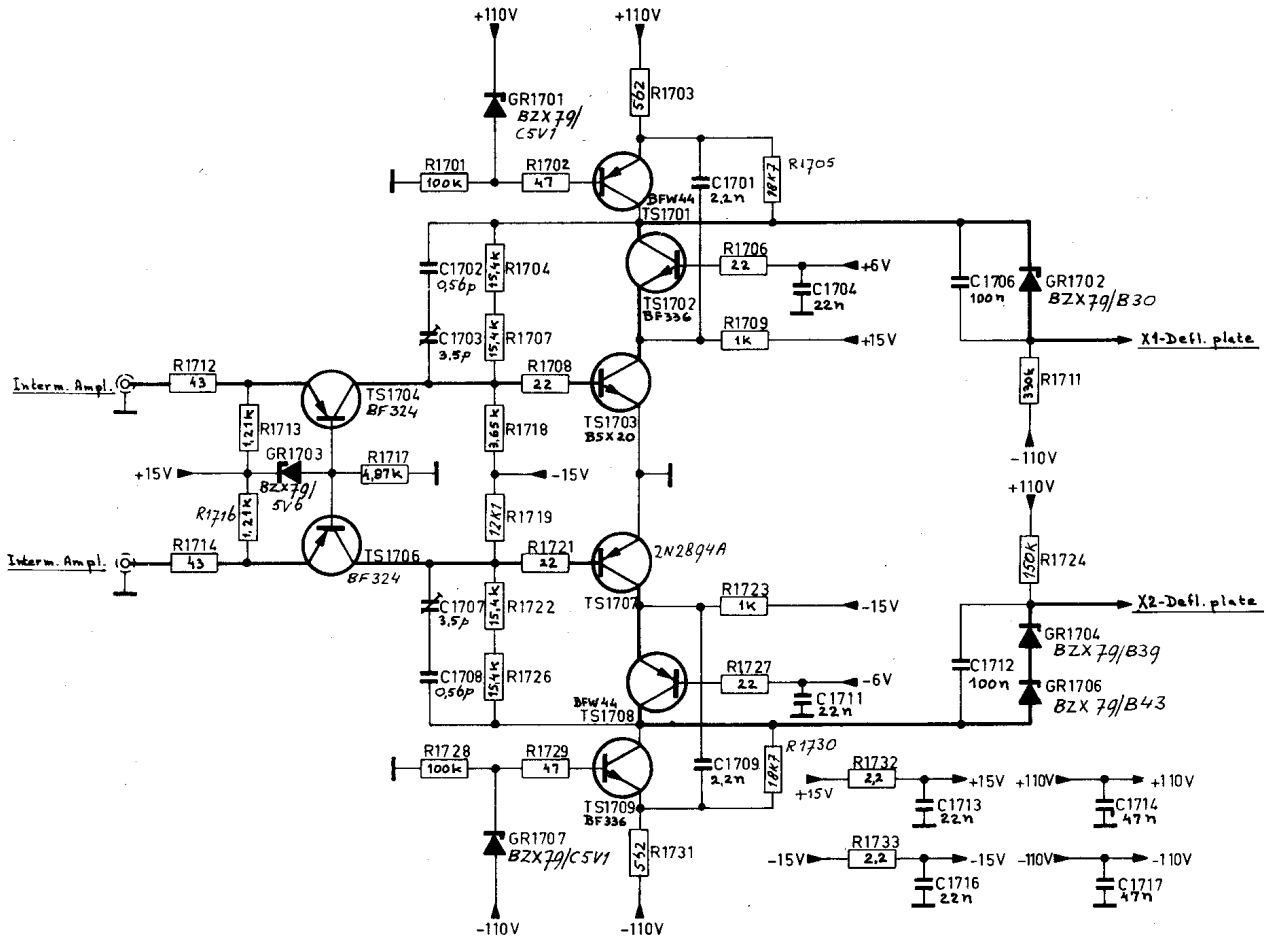 +110V
+110V
562
R1703
GR1701
BZX79/
C5V1
R1701
100k
R1702
47
BFW44
TS1701
C1701
2,2n
18K7
R1705
C1702
0,56p
15,4k
R1704
TS1702
BF336
R1706
22
+6V
C1704
22n
C1706
100n
GR1702
BZX79/B30
C1703
3,5p
15,4k
R1707
R1709
1k
+15V
X1-Defl. plate
Interm. Ampl.
R1712
43
TS1704
BF324
R1708
22
TS1703
BSX20
330k
R1711
1,21k
R1713
3,65k
R1718
-110V
+15V
GR1703
BZX79/
5V6
R1717
4,87k
-15V
+110V
R1716
1,21k
12K1
R1719
Interm. Ampl.
R1714
43
TS1706
BF324
R1721
22
2N2894A
TS1707
150K
R1724
C1707
3,5p
15,4k
R1722
R1723
1k
-15V
X2-Defl. plate
C1708
0,56p
15,4k
R1726
BFW44
TS1708
R1727
22
-6V
C1711
22n
C1712
100n
GR1704
BZX79/B39
GR1706
BZX79/B43
R1728
100k
R1729
47
TS1709
BF336
C1709
2,2n
18K7
R1730
+15V
R1732
2,2
+15V
C1713
22n
+110V
+110V
C1714
47n
GR1707
BZX79/C5V1
562
R1731
-15V
R1733
2,2
-15V
C1716
22n
-110V
-110V
C1717
47n
-110V
-110V